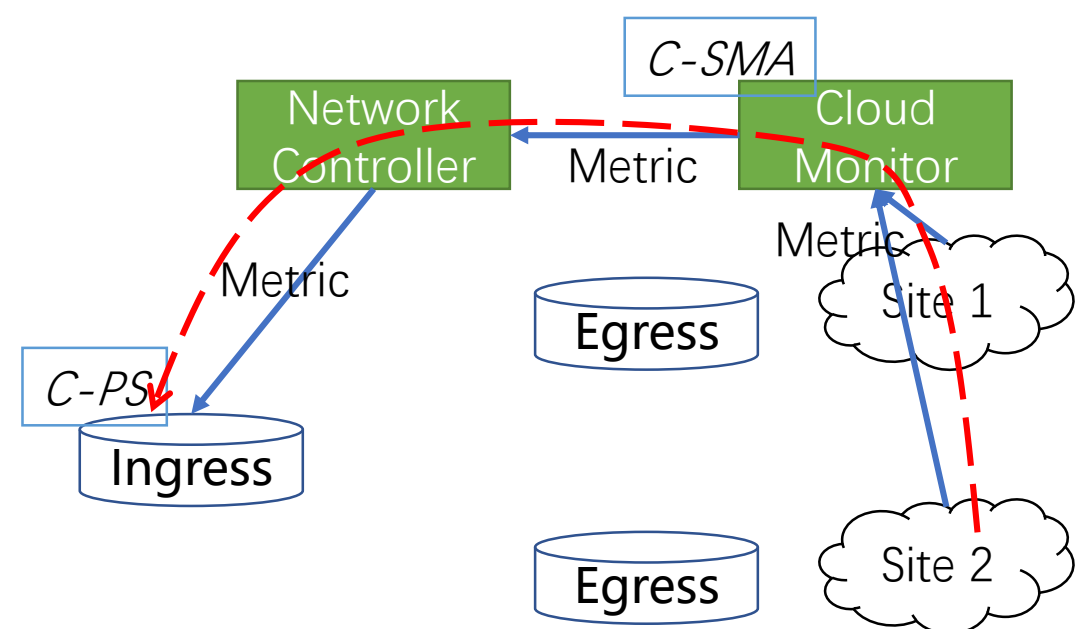 C-SMA
Network
Controller
Cloud
Monitor
Metric
Metric
Metric
Site 1
Egress
C-PS
Ingress
Egress
Site 2